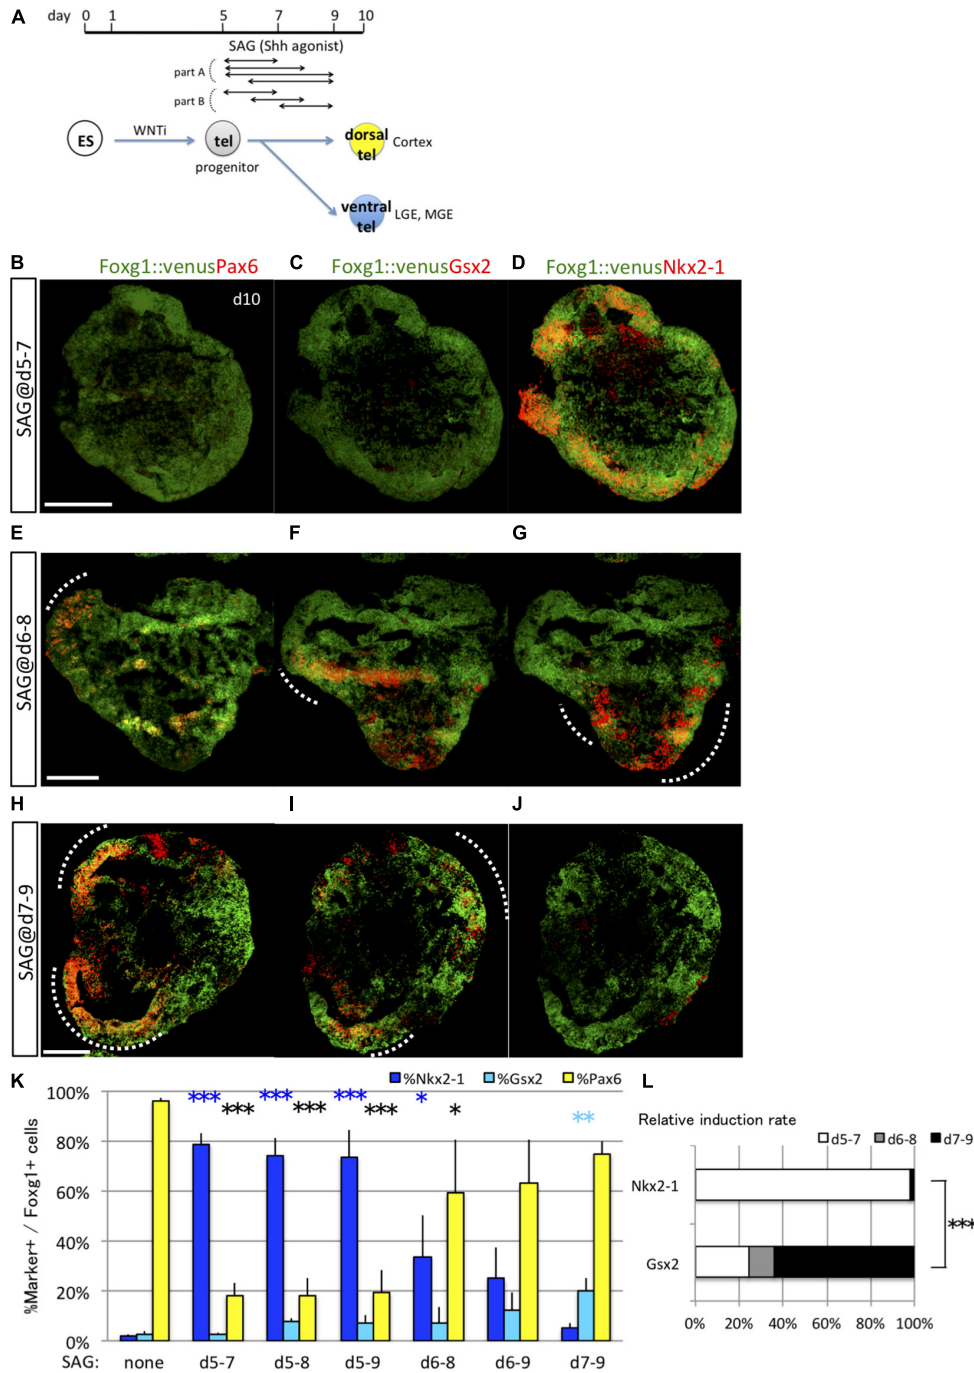 A
day 0 1 5 7 9 10
SAG (Shh agonist)
part A
part B
ES
WNTi
tel
progenitor
dorsal
tel
Cortex
ventral
tel
LGE, MGE
B
Foxg1::venusPax6
C
Foxg1::venusGsx2
D
Foxg1::venusNkx2-1
SAG@d5-7
d10
E
F
G
SAG@d6-8
H
I
J
SAG@d7-9
K
%Nkx2-1 %Gsx2 %Pax6
%Marker+ / Foxg1+ cells
100%
80%
60%
40%
20%
0%
*** *** *** *** *** *** * * **
SAG: none d5-7 d5-8 d5-9 d6-8 d6-9 d7-9
L
Relative induction rate
d5-7 d6-8 d7-9
Nkx2-1
Gsx2
***
0% 20% 40% 60% 80% 100%